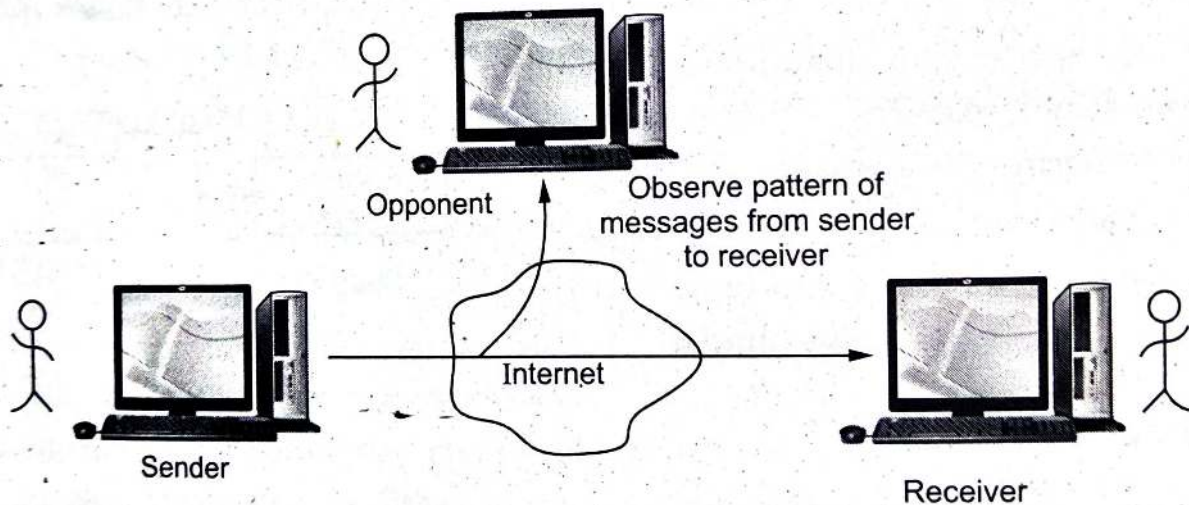 Opponent
Observe pattern of
messages from sender
to receiver
Internet
Sender
Receiver